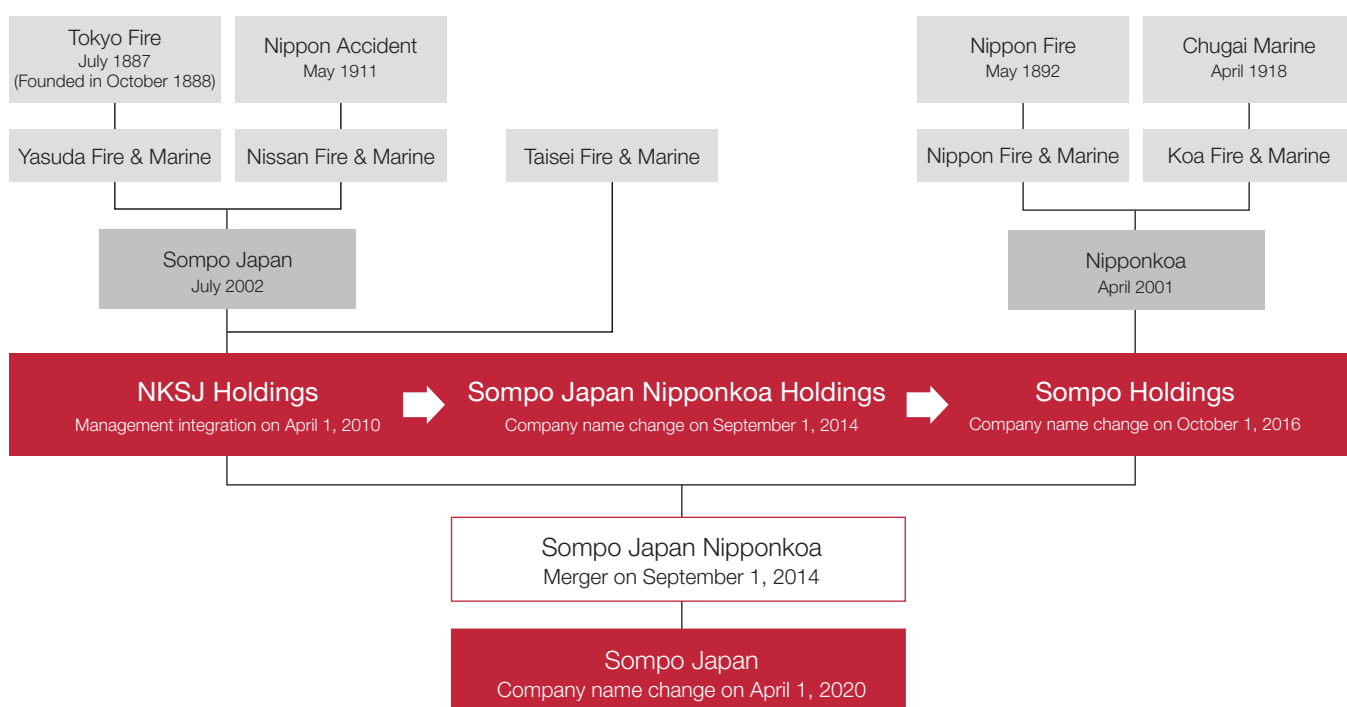 Tokyo Fire
July 1887
(Founded in October 1888)
Nippon Accident
May 1911
Nippon Fire
May 1892
Chugai Marine
April 1918
Yasuda Fire & Marine
Nissan Fire & Marine
Taisei Fire & Marine
Nippon Fire & Marine
Koa Fire & Marine
Sompo Japan
July 2002
Nipponkoa
April 2001
NKSJ Holdings
Management integration on April 1, 2010
Sompo Japan Nipponkoa Holdings
Company name change on September 1, 2014
Sompo Holdings
Company name change on October 1, 2016
Sompo Japan Nipponkoa
Merger on September 1, 2014
Sompo Japan
Company name change on April 1, 2020